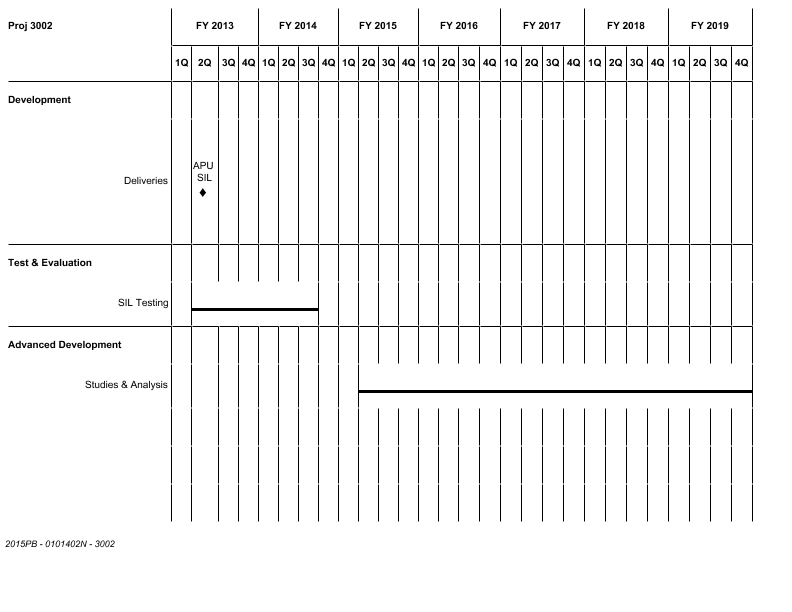 Proj 3002 FY 2013 FY 2014 FY 2015 FY 2016 FY 2017 FY 2018 FY 2019
1Q 2Q 3Q 4Q 1Q 2Q 3Q 4Q 1Q 2Q 3Q 4Q 1Q 2Q 3Q 4Q 1Q 2Q 3Q 4Q 1Q 2Q 3Q 4Q 1Q 2Q 3Q 4Q
Development
APU
SIL
Deliveries
Test & Evaluation
SIL Testing
Advanced Development
Studies & Analysis
2015PB - 0101402N - 3002